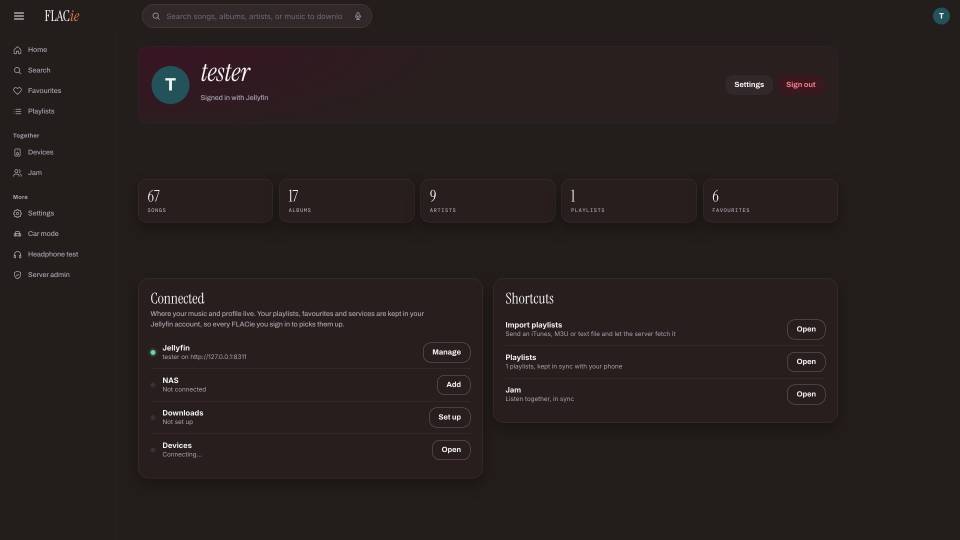 FLACie
Search songs, albums, artists, or music to downlo
T
Home
Search
Favourites
Playlists
Together
Devices
Jam
More
Settings
Car mode
Headphone test
Server admin
T
tester
Signed in with Jellyfin
Settings
Sign out
67
SONGS
17
ALBUMS
9
ARTISTS
1
PLAYLISTS
6
FAVOURITES
Connected
Where your music and profile live. Your playlists, favourites and services are kept in your
Jellyfin account, so every FLACie you sign in to picks them up.
Jellyfin
tester on http://127.0.0.1:8311
Manage
NAS
Not connected
Add
Downloads
Not set up
Set up
Devices
Connecting...
Open
Shortcuts
Import playlists
Send an iTunes, M3U or text file and let the server fetch it
Open
Playlists
1 playlists, kept in sync with your phone
Open
Jam
Listen together, in sync
Open